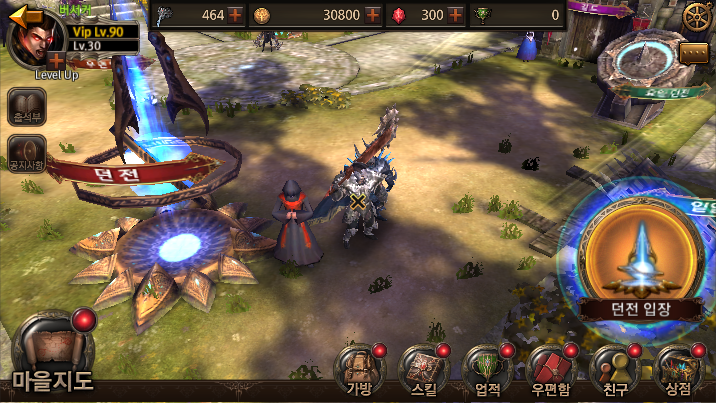 버서커
Vip Lv.90
Lv.30
Level Up
464
30800
300
0
NPC
요일 던전
출석부
공지사항
던전
던전 입장
마을지도
가방
스킬
업적
우편함
친구
상점